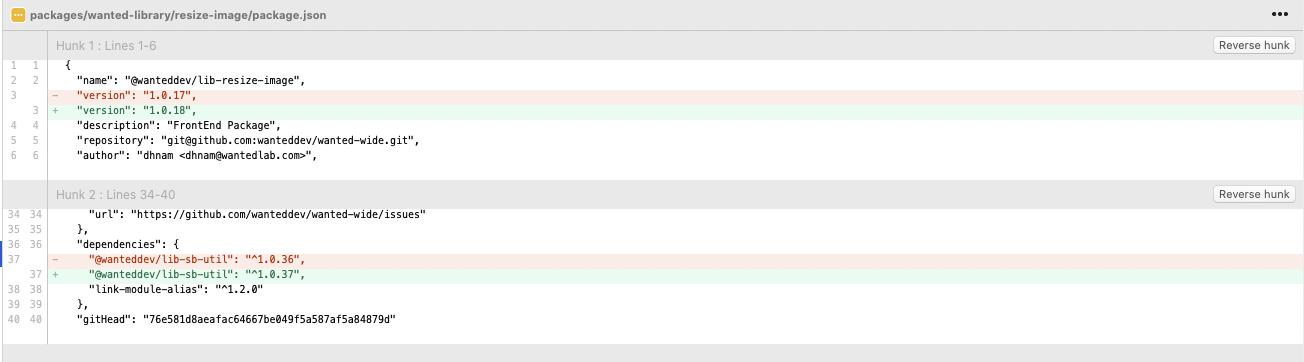 packages/wanted-library/resize-image/package.json
Hunk 1 : Lines 1-6 Reverse hunk
1 1 {
2 2 "name": "@wanteddev/lib-resize-image",
3 - "version": "1.0.17",
3 + "version": "1.0.18",
4 4 "description": "FrontEnd Package",
5 5 "repository": "git@github.com:wanteddev/wanted-wide.git",
6 6 "author": "dhnam <dhnam@wantedlab.com>",
Hunk 2 : Lines 34-40 Reverse hunk
34 34 "url": "https://github.com/wanteddev/wanted-wide/issues"
35 35 },
36 36 "dependencies": {
37 - "@wanteddev/lib-sb-util": "^1.0.36",
37 + "@wanteddev/lib-sb-util": "^1.0.37",
38 38 "link-module-alias": "^1.2.0"
39 39 },
40 40 "gitHead": "76e581d8aeafac64667be049f5a587af5a84879d"